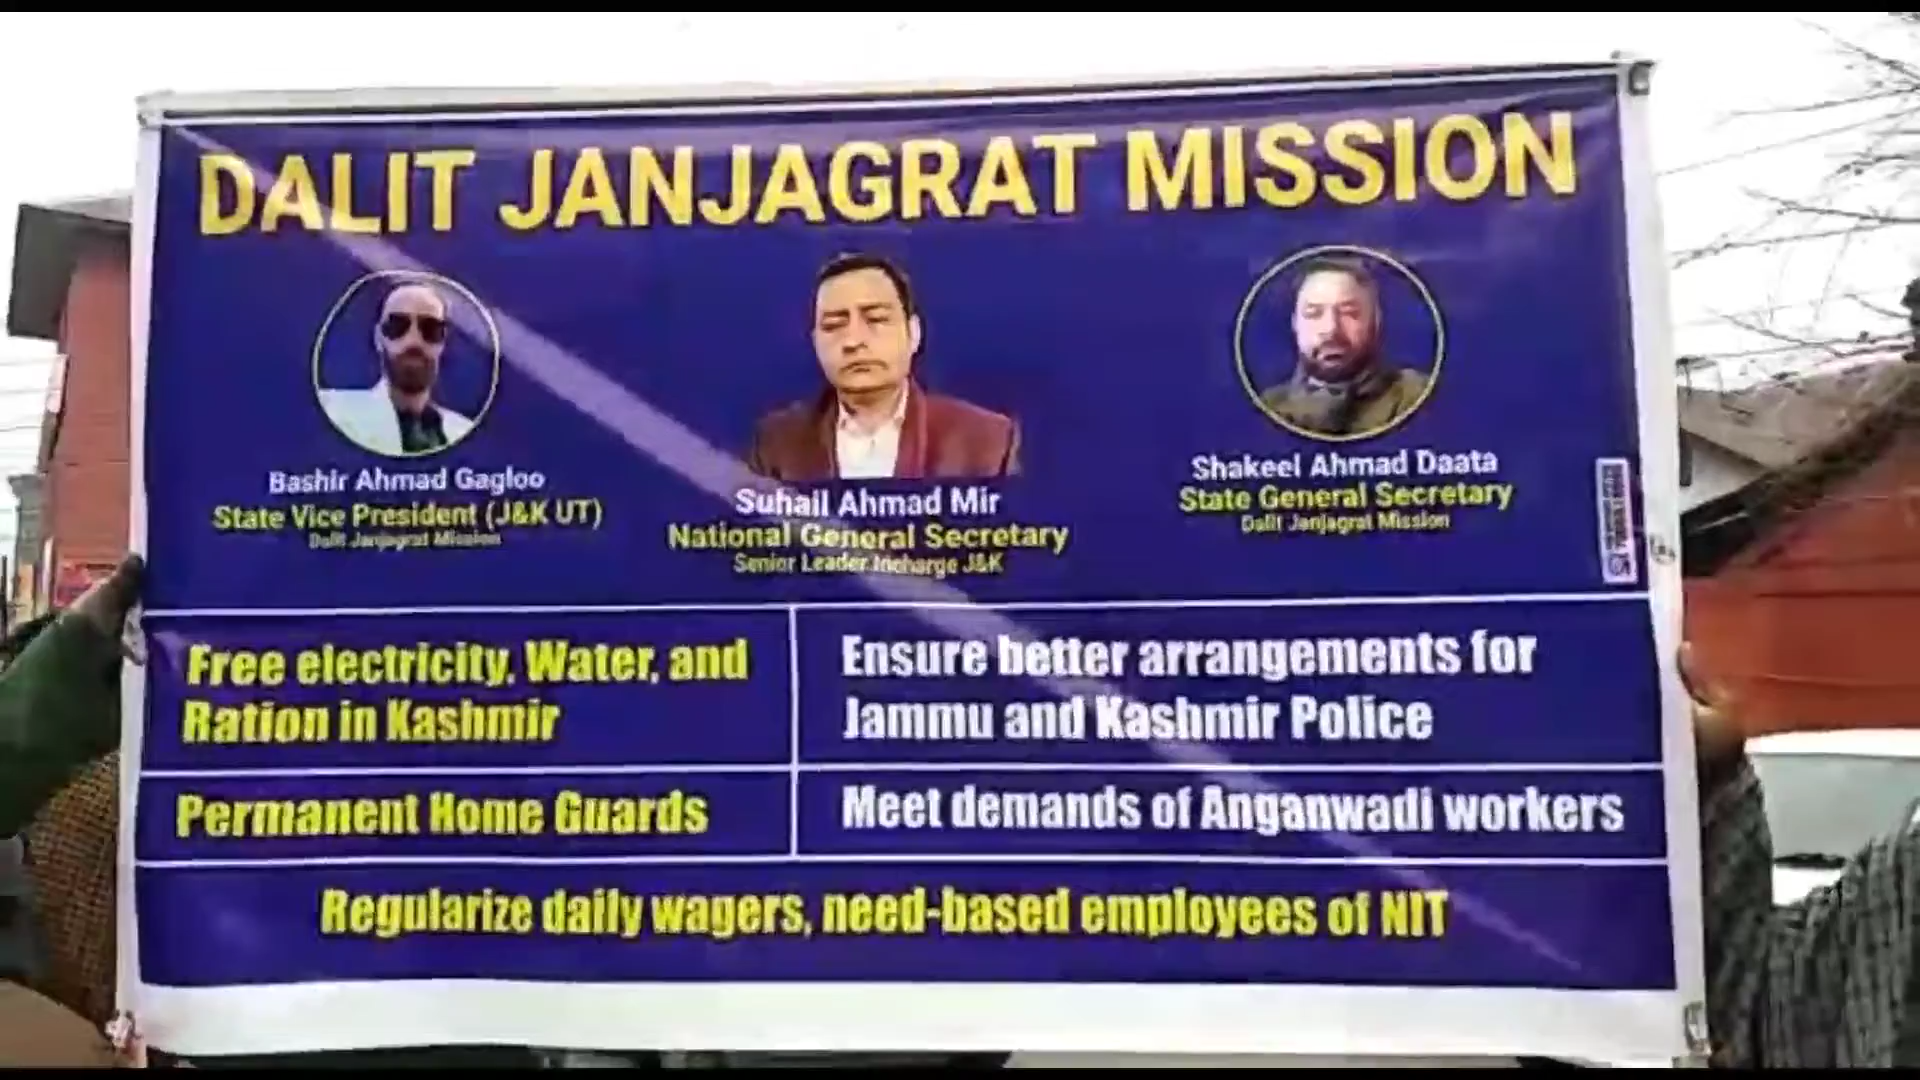 DALIT JANJAGRAT MISSION
Bashir Ahmad Gagloo
State Vice President (J&K UT)
Dalit Janjagrat Mission
Suhail Ahmad Mir
National General Secretary
Senior Leader Incharge J&K
Shakeel Ahmad Daata
State General Secretary
Dalit Janjagrat Mission
Free electricity, Water, and
Ration in Kashmir
Ensure better arrangements for
Jammu and Kashmir Police
Permanent Home Guards
Meet demands of Anganwadi workers
Regularize daily wagers, need-based employees of NIT